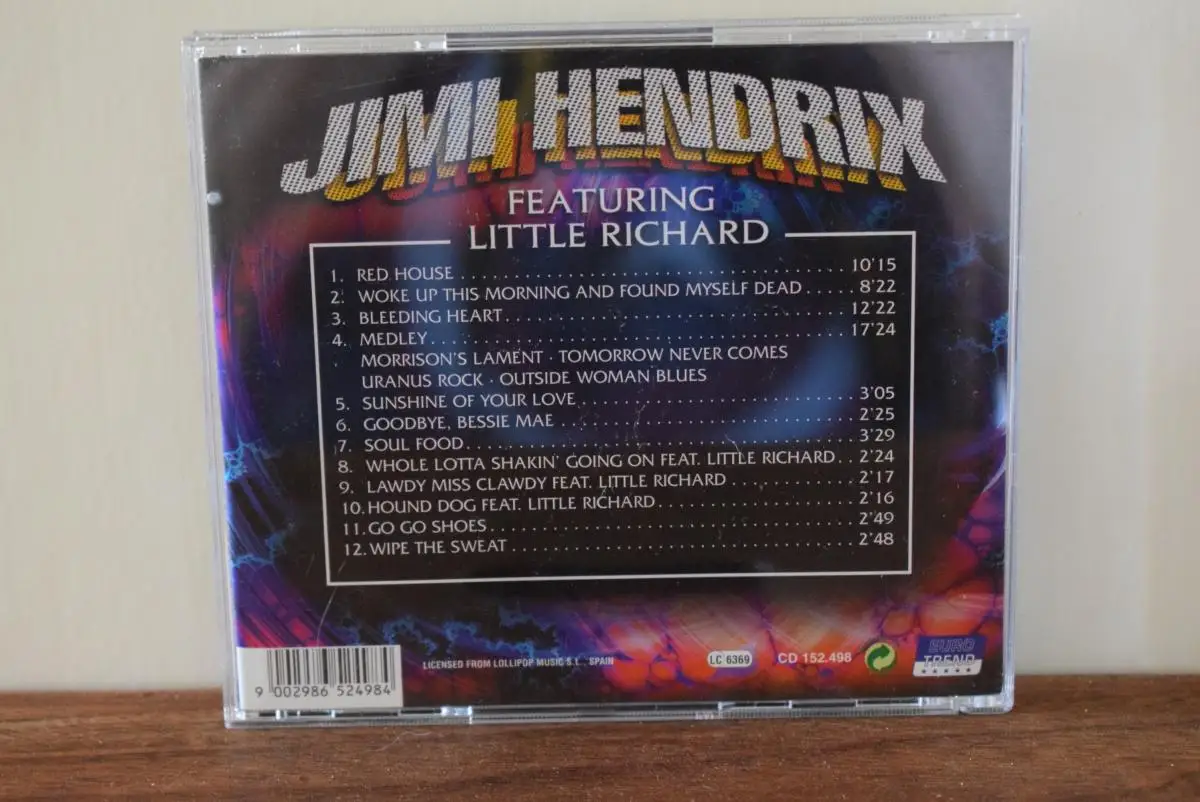 JIMI HENDRIX
FEATURING
LITTLE RICHARD
1. RED HOUSE 10'15
2. WOKE UP THIS MORNING AND FOUND MYSELF DEAD 8'22
3. BLEEDING HEART 12'22
4. MEDLEY 17'24
MORRISON'S LAMENT · TOMORROW NEVER COMES
URANUS ROCK · OUTSIDE WOMAN BLUES
5. SUNSHINE OF YOUR LOVE 3'05
6. GOODBYE, BESSIE MAE 2'25
7. SOUL FOOD 3'29
8. WHOLE LOTTA SHAKIN' GOING ON FEAT. LITTLE RICHARD 2'24
9. LAWDY MISS CLAWDY FEAT. LITTLE RICHARD 2'17
10. HOUND DOG FEAT. LITTLE RICHARD 2'16
11. GO GO SHOES 2'49
12. WIPE THE SWEAT 2'48
LICENSED FROM LOLLIPOP MUSIC S.L., SPAIN
LC 6369
CD 152.498
EURO
TREND
9 002986 524984